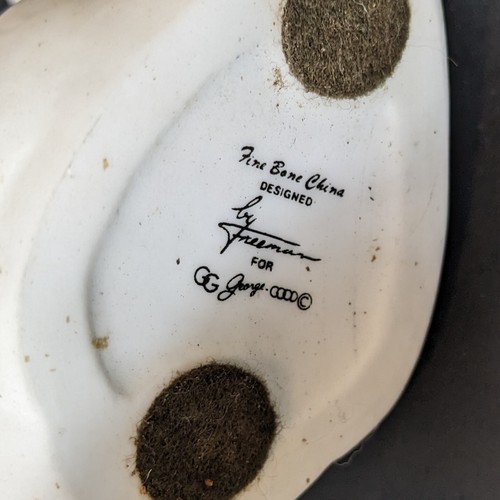 Fine Bone China
DESIGNED
by
Freeman
FOR
GG George ©